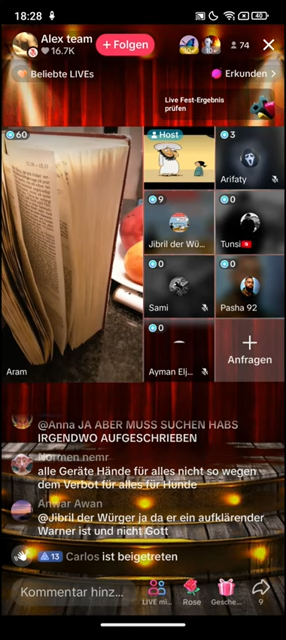 18:28
40
Alex team
16.7K
+ Folgen
74
Beliebte LIVEs
Erkunden >
Live Fest-Ergebnis
prüfen
60
Host
3
Arifaty
9
Jibril der Wü...
0
Tunsi
0
Sami
0
Pasha 92
0
Ayman Elj...
Anfragen
Aram
@Anna JA ABER MUSS SUCHEN HABS
IRGENDWO AUFGESCHRIEBEN
Normen nemr
alle Geräte Hände für alles nicht so wegen
dem Verbot für alles für Hunde
Anwar Awan
@Jibril der Würger ja da er ein aufklärender
Warner ist und nicht Gott
13 Carlos ist beigetreten
Kommentar hinz...
LIVE mi...
Rose
Gesche...
9